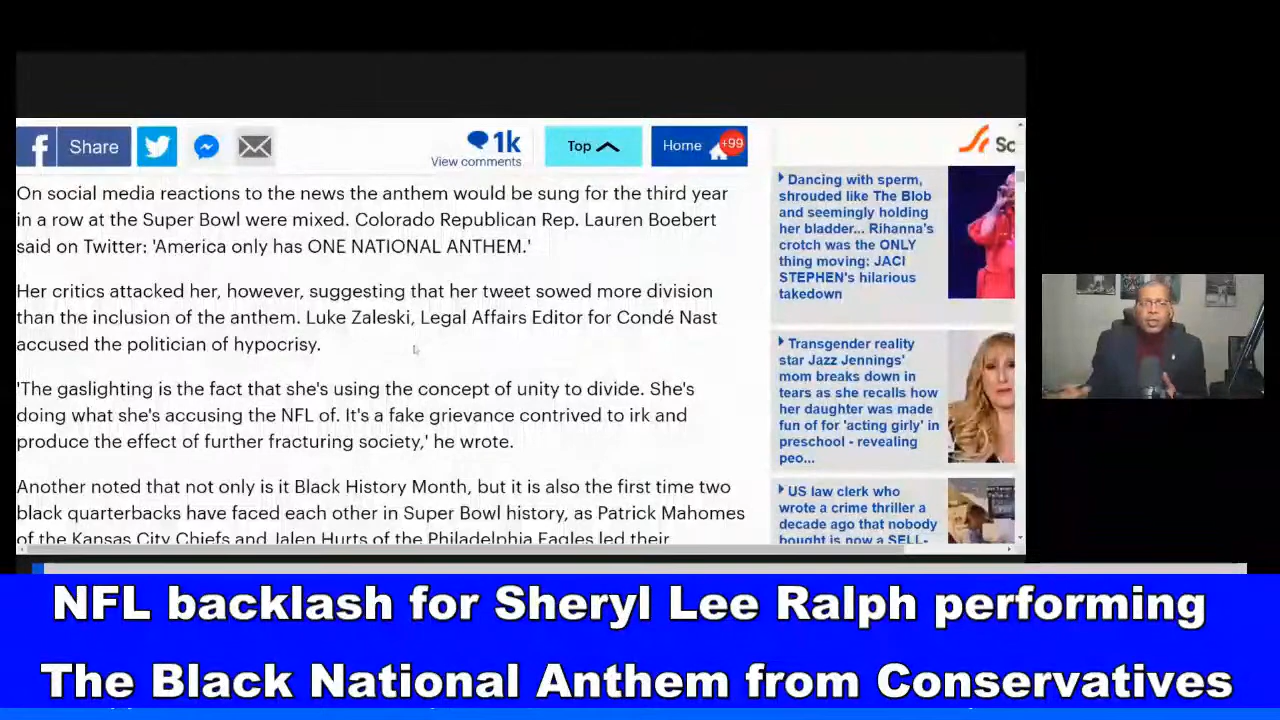 Share
1k
View comments
Top
Home
+99
On social media reactions to the news the anthem would be sung for the third year
in a row at the Super Bowl were mixed. Colorado Republican Rep. Lauren Boebert
said on Twitter: 'America only has ONE NATIONAL ANTHEM.'
Her critics attacked her, however, suggesting that her tweet sowed more division
than the inclusion of the anthem. Luke Zaleski, Legal Affairs Editor for Condé Nast
accused the politician of hypocrisy.
'The gaslighting is the fact that she's using the concept of unity to divide. She's
doing what she's accusing the NFL of. It's a fake grievance contrived to irk and
produce the effect of further fracturing society,' he wrote.
Another noted that not only is it Black History Month, but it is also the first time two
black quarterbacks have faced each other in Super Bowl history, as Patrick Mahomes
of the Kansas City Chiefs and Jalen Hurts of the Philadelphia Eagles led their
Dancing with sperm,
shrouded like The Blob
and seemingly holding
her bladder... Rihanna's
crotch was the ONLY
thing moving: JACI
STEPHEN's hilarious
takedown
Transgender reality
star Jazz Jennings'
mom breaks down in
tears as she recalls how
her daughter was made
fun of for 'acting girly' in
preschool - revealing
peo...
US law clerk who
wrote a crime thriller a
decade ago that nobody
bought is now a SELL-
NFL backlash for Sheryl Lee Ralph performing
The Black National Anthem from Conservatives